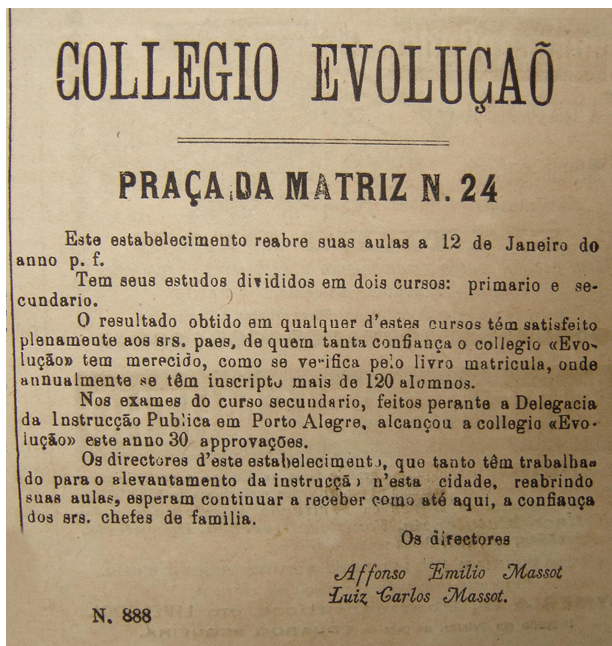 COLLEGIO EVOLUÇAÕ
PRAÇA DA MATRIZ N. 24
Este estabelecimento reabre suas aulas a 12 de Janeiro do
anno p. f.
Tem seus estudos divididos em dois cursos: primario e se-
cundario.
O resultado obtido em qualquer d'estes cursos tém satisfeito
plenamente aos srs. paes, de quem tanta confiança o collegio «Evo-
lução» tem merecido, como se verifica pelo livro matricula, onde
annualmente se têm inscripto mais de 120 alomnos.
Nos exames do curso secundario, feitos perante a Delegacia
da Instrucção Publica em Porto Alegre, alcançou a collegio «Evo-
lução» este anno 30 approvações.
Os directores d'este estabelecimento, que tanto têm trabalha-
do para o alevantamento da instrucção n'esta cidade, reabrindo
suas aulas, esperam continuar a receber como até aqui, a confiança
dos srs. chefes de familia.
Os directores
Affonso Emilio Massot
Luiz Carlos Massot.
N. 888